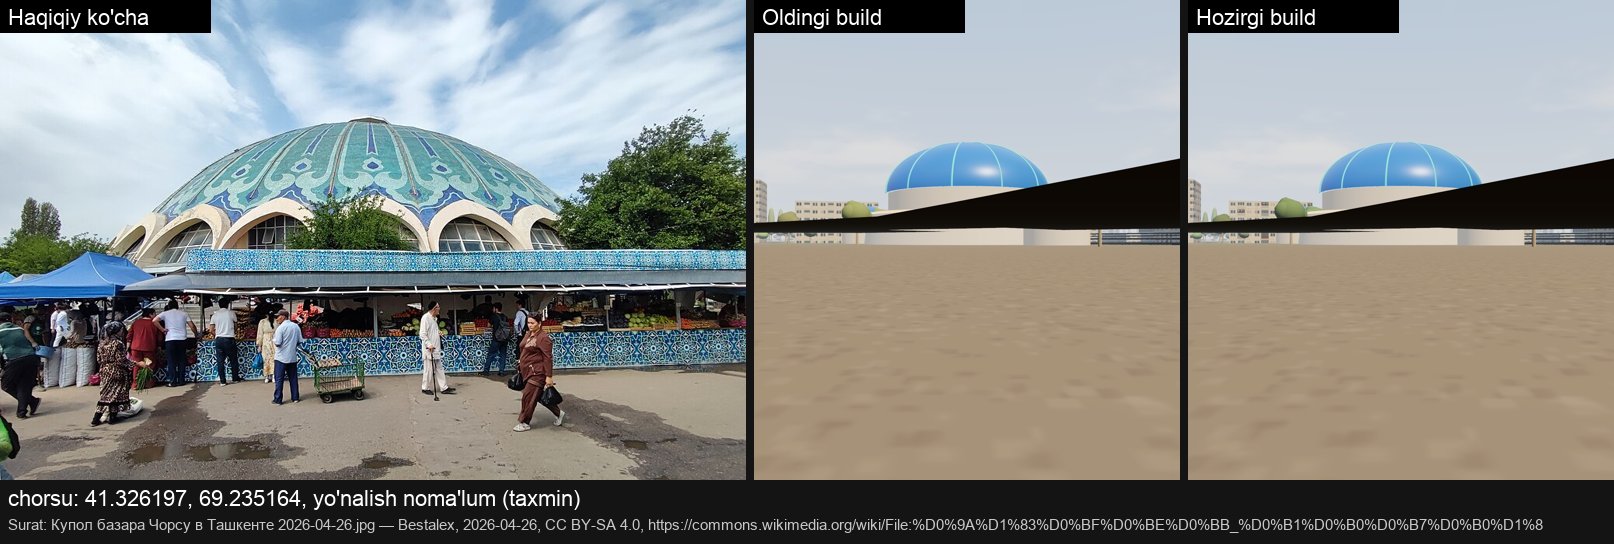 Haqiqiy ko'cha
Oldingi build
Hozirgi build
chorsu: 41.326197, 69.235164, yo'nalish noma'lum (taxmin)
Surat: Купол базара Чорсу в Ташкенте 2026-04-26.jpg — Bestalex, 2026-04-26, CC BY-SA 4.0, https://commons.wikimedia.org/wiki/File:%D0%9A%D1%83%D0%BF%D0%BE%D0%BB_%D0%B1%D0%B0%D0%B7%D0%B0%D1%8